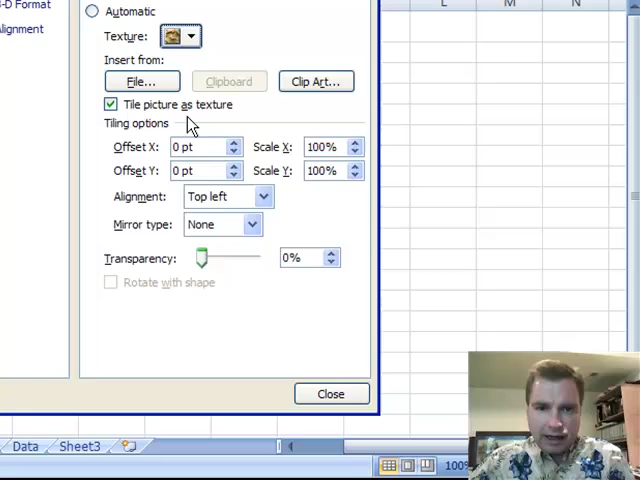 -D Format
lignment
Automatic
Texture:
Insert from:
File...
Clipboard
Clip Art...
Tile picture as texture
Tiling options
Offset X: 0 pt Scale X: 100%
Offset Y: 0 pt Scale Y: 100%
Alignment: Top left
Mirror type: None
Transparency: 0%
Rotate with shape
Close
L M N
Data Sheet3
100%